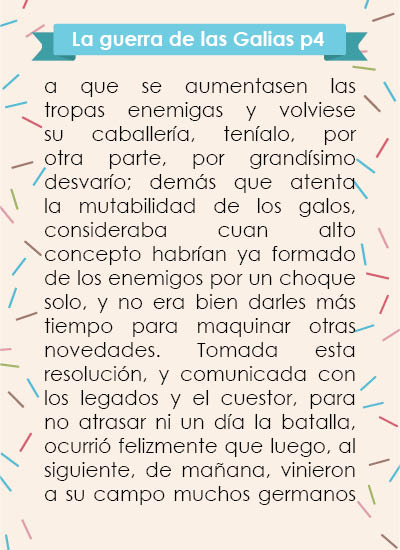 La guerra de las Galias p4
a que se aumentasen las
tropas enemigas y volviese
su caballería, teníalo, por
otra parte, por grandísimo
desvarío; demás que atenta
la mutabilidad de los galos,
consideraba cuan alto
concepto habrían ya formado
de los enemigos por un choque
solo, y no era bien darles más
tiempo para maquinar otras
novedades. Tomada esta
resolución, y comunicada con
los legados y el cuestor, para
no atrasar ni un día la batalla,
ocurrió felizmente que luego, al
siguiente, de mañana, vinieron
a su campo muchos germanos